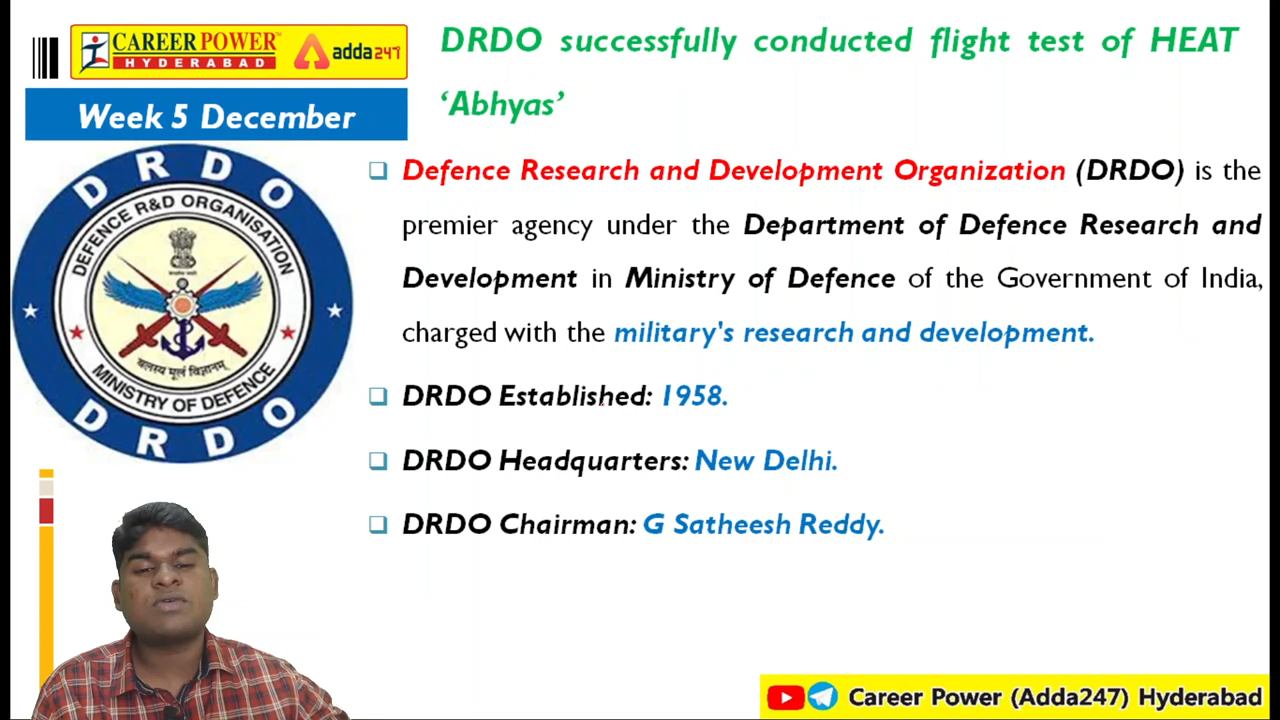 CAREER POWER
HYDERABAD
adda247
Week 5 December
DRDO successfully conducted flight test of HEAT
‘Abhyas’
DRDO
DEFENCE R&D ORGANISATION
बलस्य मूलं विज्ञानम्
MINISTRY OF DEFENCE
DRDO
Defence Research and Development Organization (DRDO) is the
premier agency under the Department of Defence Research and
Development in Ministry of Defence of the Government of India,
charged with the military's research and development.
DRDO Established: 1958.
DRDO Headquarters: New Delhi.
DRDO Chairman: G Satheesh Reddy.
Career Power (Adda247) Hyderabad